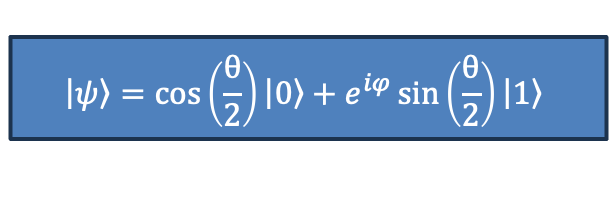 |ψ⟩ = cos(θ/2)|0⟩ + e^{iφ} sin(θ/2)|1⟩